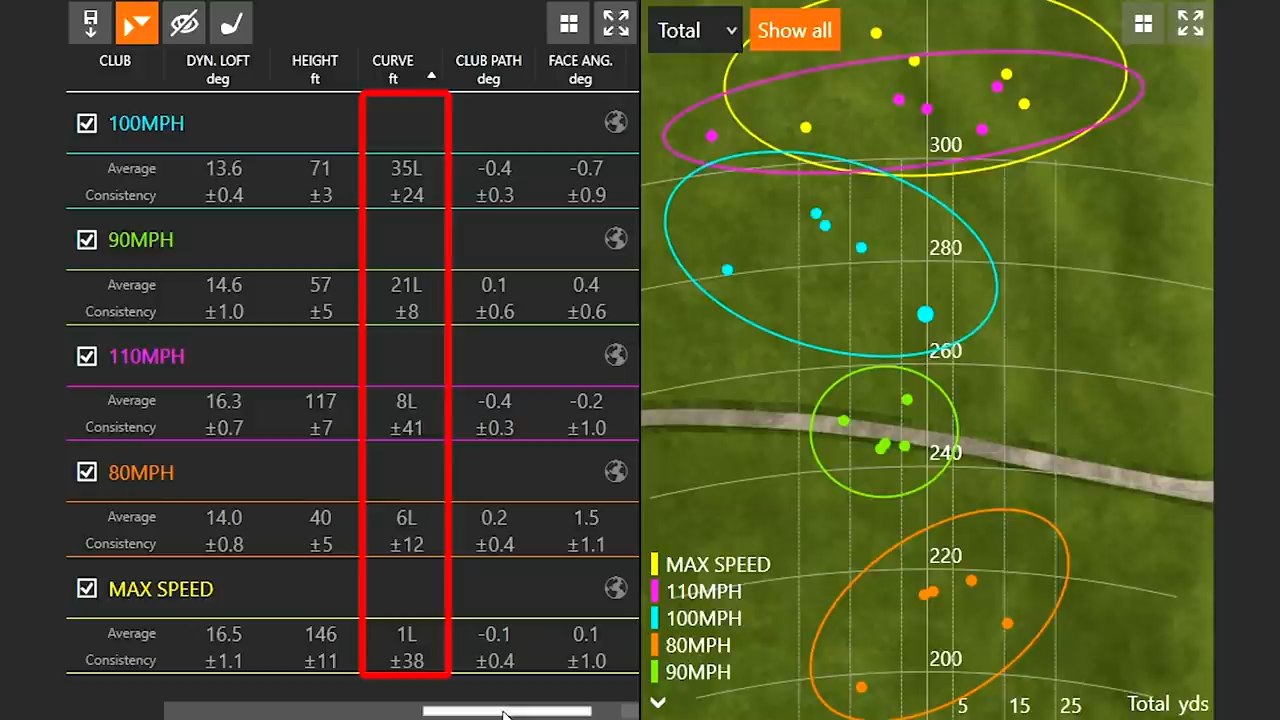 CLUB DYN. LOFT HEIGHT CURVE CLUB PATH FACE ANG.
deg ft ft deg deg
100MPH
Average 13.6 71 35L -0.4 -0.7
Consistency ±0.4 ±3 ±24 ±0.3 ±0.9
90MPH
Average 14.6 57 21L 0.1 0.4
Consistency ±1.0 ±5 ±8 ±0.6 ±0.6
110MPH
Average 16.3 117 8L -0.4 -0.2
Consistency ±0.7 ±7 ±41 ±0.3 ±1.0
80MPH
Average 14.0 40 6L 0.2 1.5
Consistency ±0.8 ±5 ±12 ±0.4 ±1.1
MAX SPEED
Average 16.5 146 1L -0.1 0.1
Consistency ±1.1 ±11 ±38 ±0.4 ±1.0
Total Show all
300
280
260
240
220
200
MAX SPEED
110MPH
100MPH
80MPH
90MPH
5 15 25 Total yds